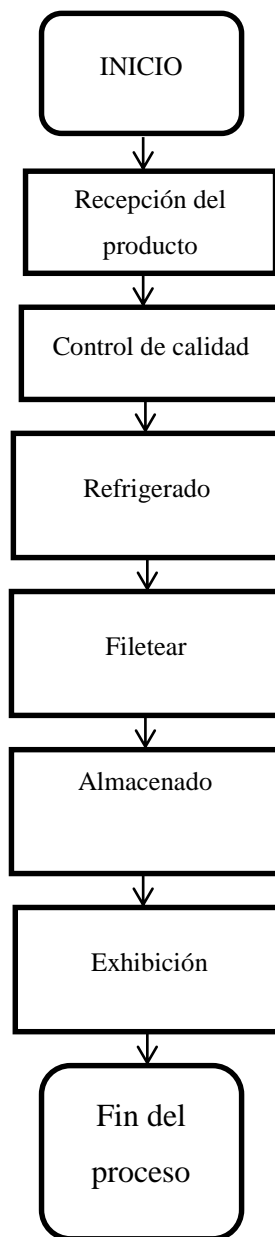 INICIO
Recepción del
producto
Control de calidad
Refrigerado
Filetear
Almacenado
Exhibición
Fin del
proceso